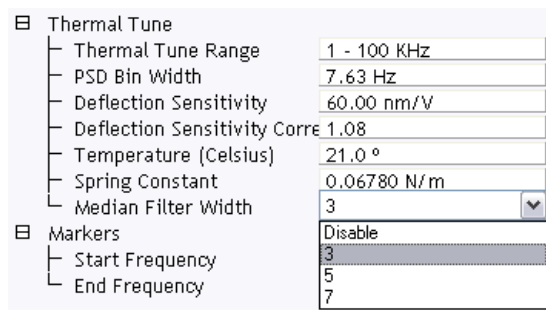 Thermal Tune
Thermal Tune Range 1 - 100 KHz
PSD Bin Width 7.63 Hz
Deflection Sensitivity 60.00 nm/V
Deflection Sensitivity Corre 1.08
Temperature (Celsius) 21.0 º
Spring Constant 0.06780 N/m
Median Filter Width 3
Markers Disable
3
Start Frequency
5
End Frequency
7